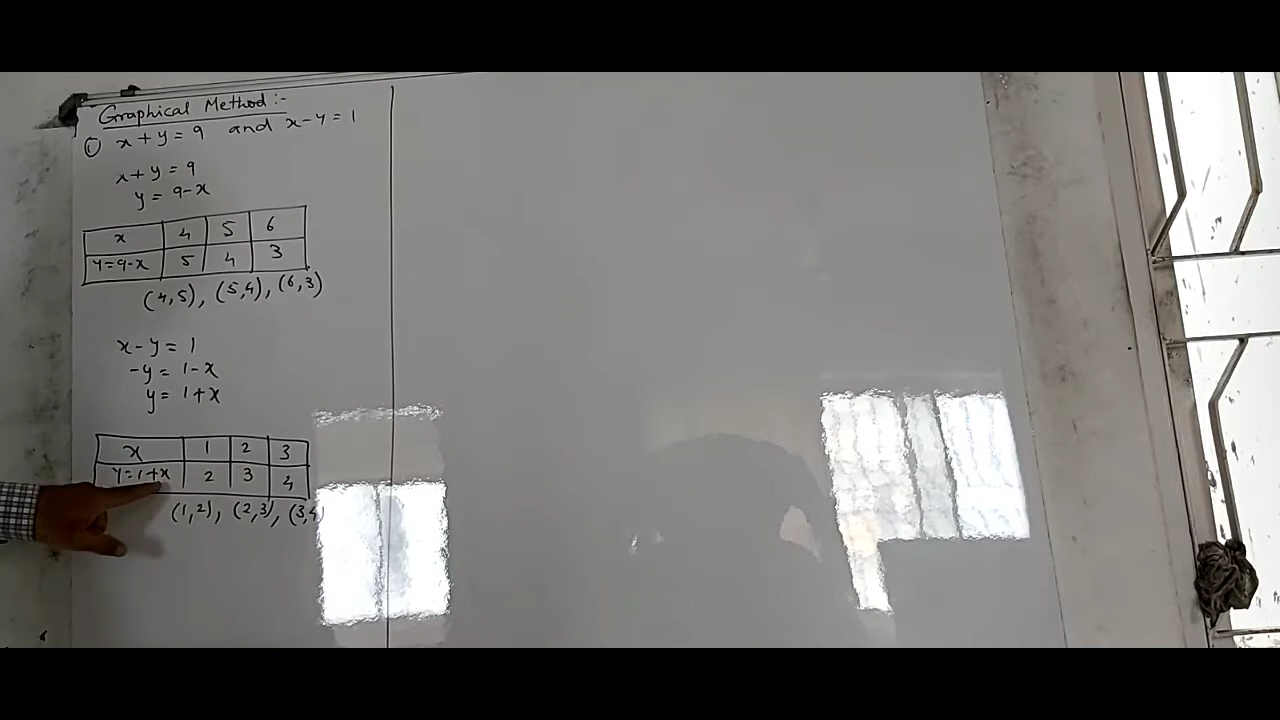 Graphical Method:-
① x+y=9 and x-y=1
x+y=9
y=9-x
x 4 5 6
y=9-x 5 4 3
(4,5), (5,4), (6,3)
x-y=1
-y=1-x
y=1+x
x 1 2 3
y=1+x 2 3 4
(1,2), (2,3), (3,4)